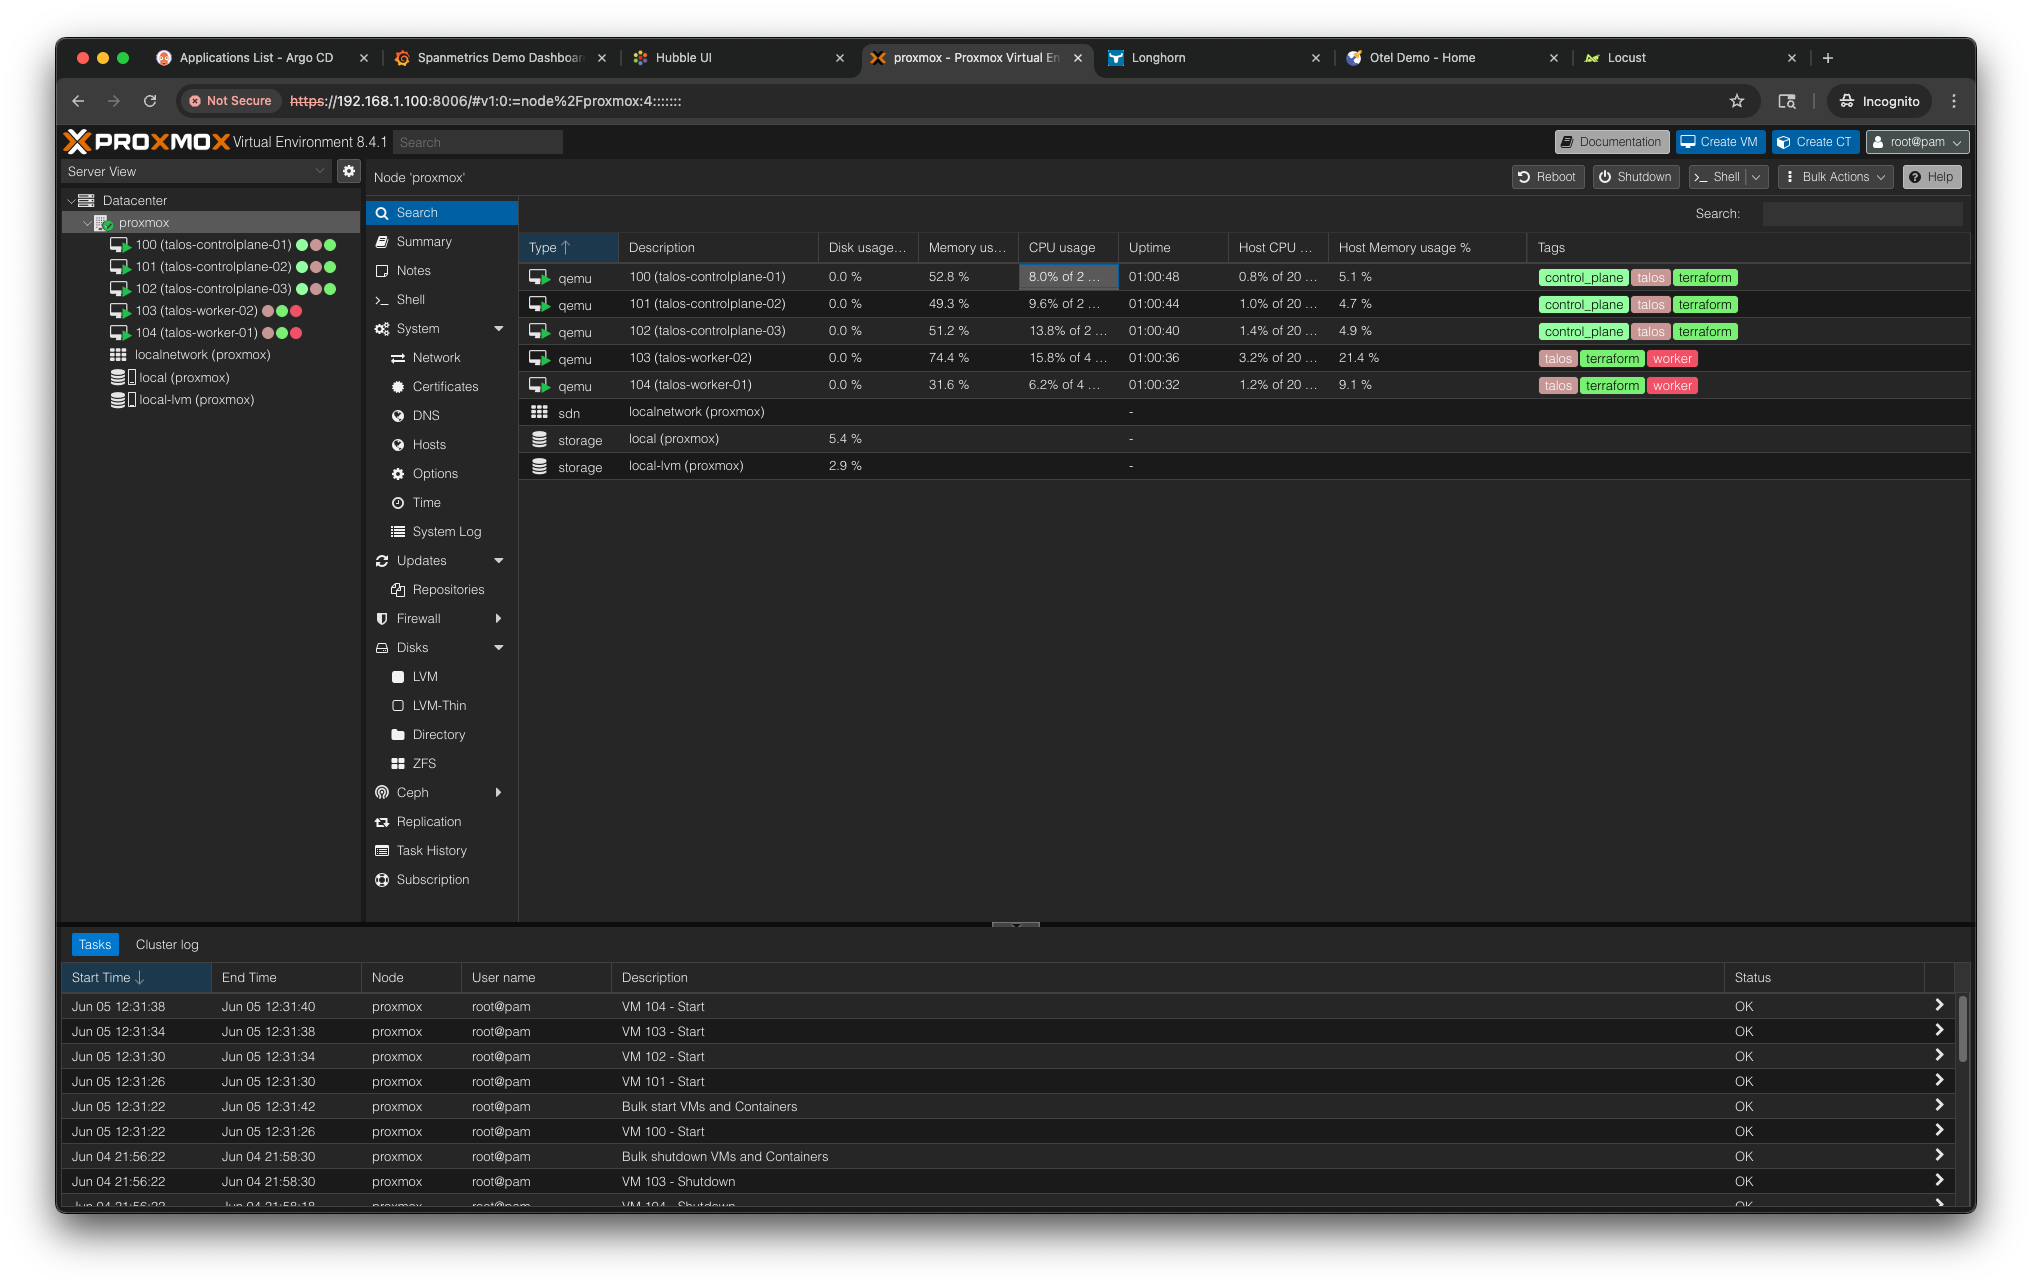 Applications List - Argo CD
Spanmetrics Demo Dashboar
Hubble UI
proxmox - Proxmox Virtual En
Longhorn
Otel Demo - Home
Locust
Not Secure https://192.168.1.100:8006/#v1:0:=node%2Fproxmox:4:::::::
Incognito
PROXMOX Virtual Environment 8.4.1 Search
Documentation Create VM Create CT root@pam
Server View
Node 'proxmox'
Reboot Shutdown Shell Bulk Actions Help
Datacenter
proxmox
100 (talos-controlplane-01)
101 (talos-controlplane-02)
102 (talos-controlplane-03)
103 (talos-worker-02)
104 (talos-worker-01)
localnetwork (proxmox)
local (proxmox)
local-lvm (proxmox)
Search
Summary
Notes
Shell
System
Network
Certificates
DNS
Hosts
Options
Time
System Log
Updates
Repositories
Firewall
Disks
LVM
LVM-Thin
Directory
ZFS
Ceph
Replication
Task History
Subscription
Search:
Type Description Disk usage... Memory us... CPU usage Uptime Host CPU ... Host Memory usage % Tags
qemu 100 (talos-controlplane-01) 0.0 % 52.8 % 8.0% of 2 ... 01:00:48 0.8% of 20 ... 5.1 % control_plane talos terraform
qemu 101 (talos-controlplane-02) 0.0 % 49.3 % 9.6% of 2 ... 01:00:44 1.0% of 20 ... 4.7 % control_plane talos terraform
qemu 102 (talos-controlplane-03) 0.0 % 51.2 % 13.8% of 2 ... 01:00:40 1.4% of 20 ... 4.9 % control_plane talos terraform
qemu 103 (talos-worker-02) 0.0 % 74.4 % 15.8% of 4 ... 01:00:36 3.2% of 20 ... 21.4 % talos terraform worker
qemu 104 (talos-worker-01) 0.0 % 31.6 % 6.2% of 4 ... 01:00:32 1.2% of 20 ... 9.1 % talos terraform worker
sdn localnetwork (proxmox) -
storage local (proxmox) 5.4 % -
storage local-lvm (proxmox) 2.9 % -
Tasks Cluster log
Start Time End Time Node User name Description Status
Jun 05 12:31:38 Jun 05 12:31:40 proxmox root@pam VM 104 - Start OK
Jun 05 12:31:34 Jun 05 12:31:38 proxmox root@pam VM 103 - Start OK
Jun 05 12:31:30 Jun 05 12:31:34 proxmox root@pam VM 102 - Start OK
Jun 05 12:31:26 Jun 05 12:31:30 proxmox root@pam VM 101 - Start OK
Jun 05 12:31:22 Jun 05 12:31:42 proxmox root@pam Bulk start VMs and Containers OK
Jun 05 12:31:22 Jun 05 12:31:26 proxmox root@pam VM 100 - Start OK
Jun 04 21:56:22 Jun 04 21:58:30 proxmox root@pam Bulk shutdown VMs and Containers OK
Jun 04 21:56:22 Jun 04 21:58:30 proxmox root@pam VM 103 - Shutdown OK
Jun 04 21:56:22 Jun 04 21:58:18 proxmox root@pam VM 104 - Shutdown OK